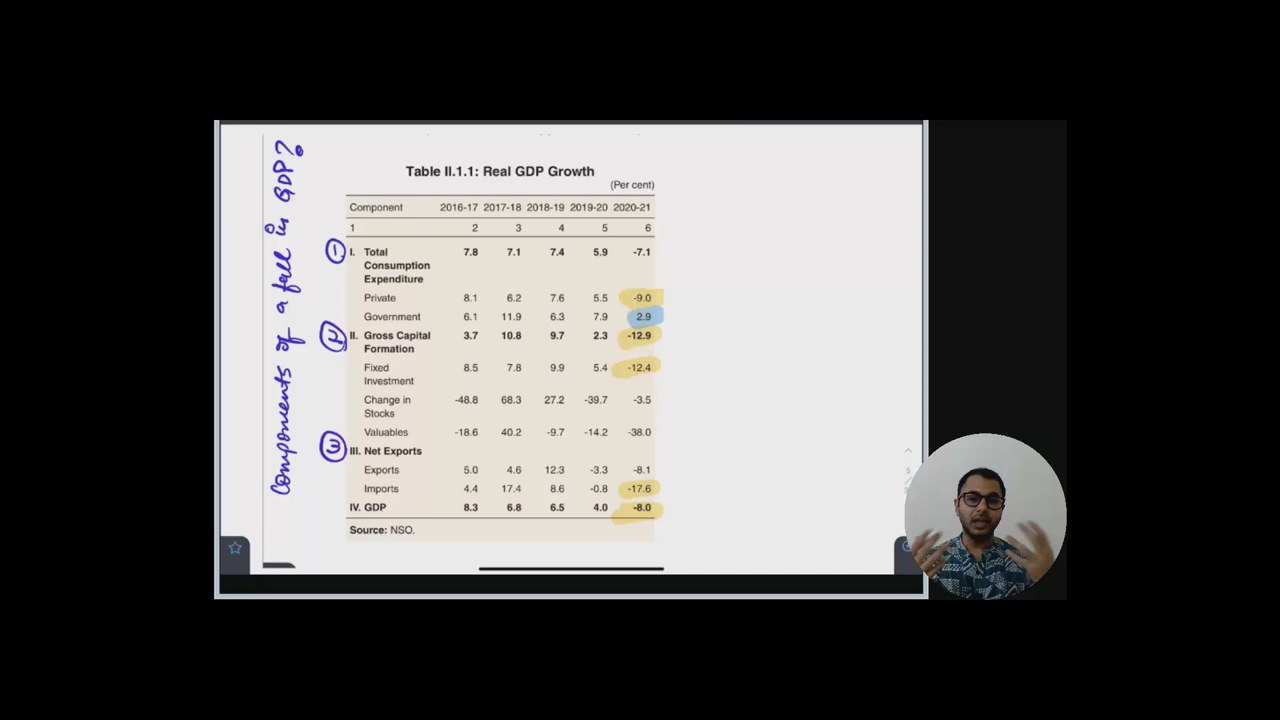 Components of a fall in GDP?
Table II.1.1: Real GDP Growth
(Per cent)
Component 2016-17 2017-18 2018-19 2019-20 2020-21
1 2 3 4 5 6
I. Total 7.8 7.1 7.4 5.9 -7.1
Consumption
Expenditure
Private 8.1 6.2 7.6 5.5 -9.0
Government 6.1 11.9 6.3 7.9 2.9
II. Gross Capital 3.7 10.8 9.7 2.3 -12.9
Formation
Fixed 8.5 7.8 9.9 5.4 -12.4
Investment
Change in -48.8 68.3 27.2 -39.7 -3.5
Stocks
Valuables -18.6 40.2 -9.7 -14.2 -38.0
III. Net Exports
Exports 5.0 4.6 12.3 -3.3 -8.1
Imports 4.4 17.4 8.6 -0.8 -17.6
IV. GDP 8.3 6.8 6.5 4.0 -8.0
Source: NSO.